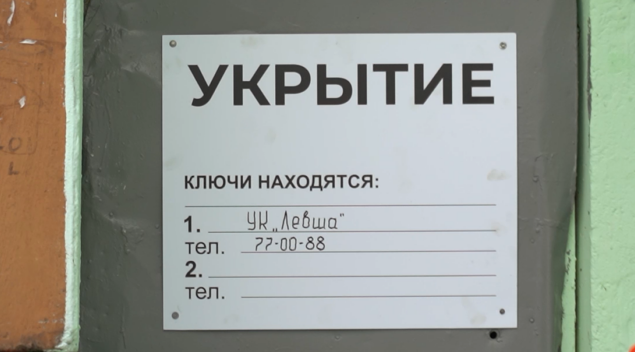 УКРЫТИЕ
КЛЮЧИ НАХОДЯТСЯ:
1. УК „Левша"
тел. 77-00-88
2.
тел.